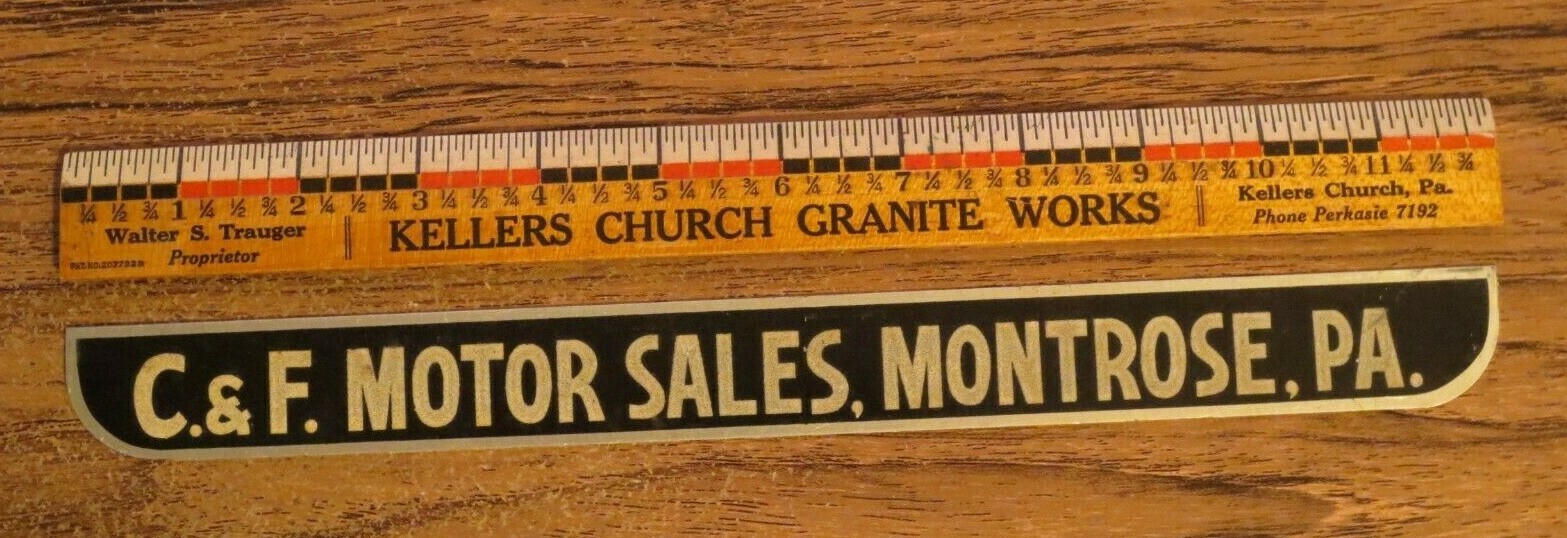 ¼ ½ ¾ 1 ¼ ½ ¾ 2 ¼ ½ ¾ 3 ¼ ½ ¾ 4 ¼ ½ ¾ 5 ¼ ½ ¾ 6 ¼ ½ ¾ 7 ¼ ½ ¾ 8 ¼ ½ ¾ 9 ¼ ½ ¾ 10 ¼ ½ ¾ 11 ¼ ½ ¾
Walter S. Trauger
Proprietor
PAT. NO.
KELLERS CHURCH GRANITE WORKS
Kellers Church, Pa.
Phone Perkasie 7192
C. & F. MOTOR SALES, MONTROSE, PA.